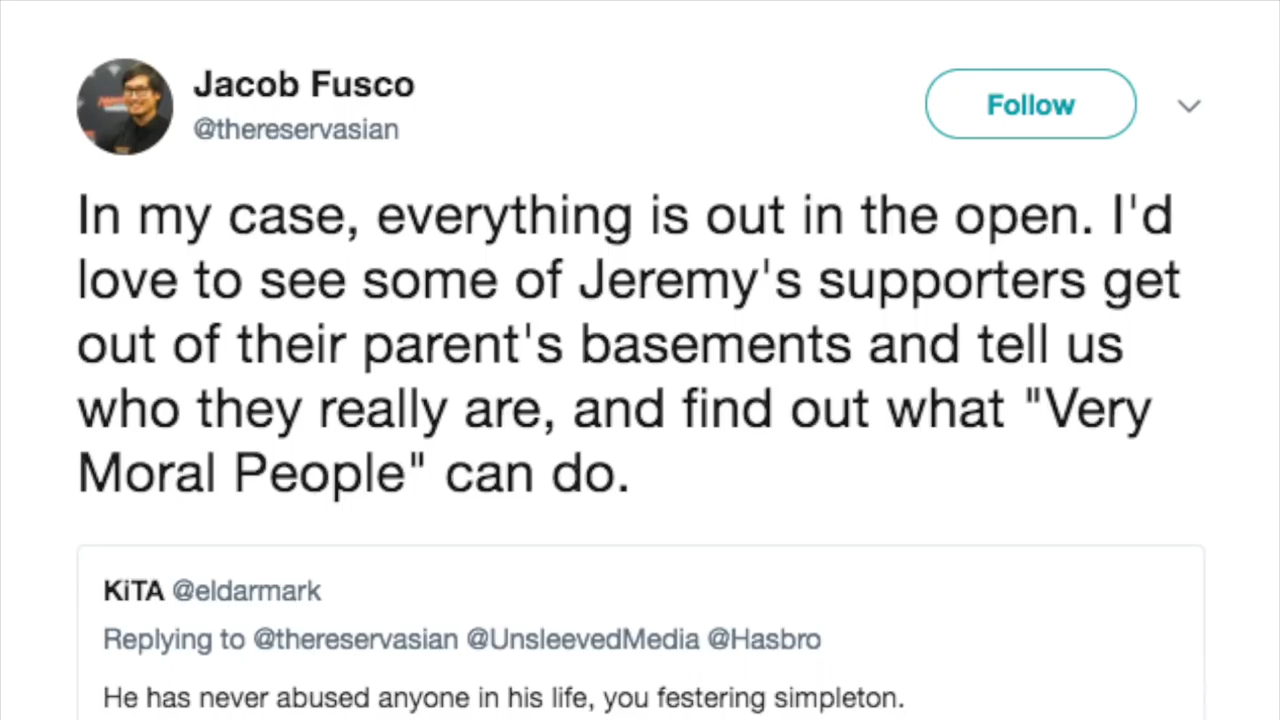 Jacob Fusco
@thereservasian
Follow
In my case, everything is out in the open. I'd
love to see some of Jeremy's supporters get
out of their parent's basements and tell us
who they really are, and find out what "Very
Moral People" can do.
KiTA @eldarmark
Replying to @thereservasian @UnsleevedMedia @Hasbro
He has never abused anyone in his life, you festering simpleton.